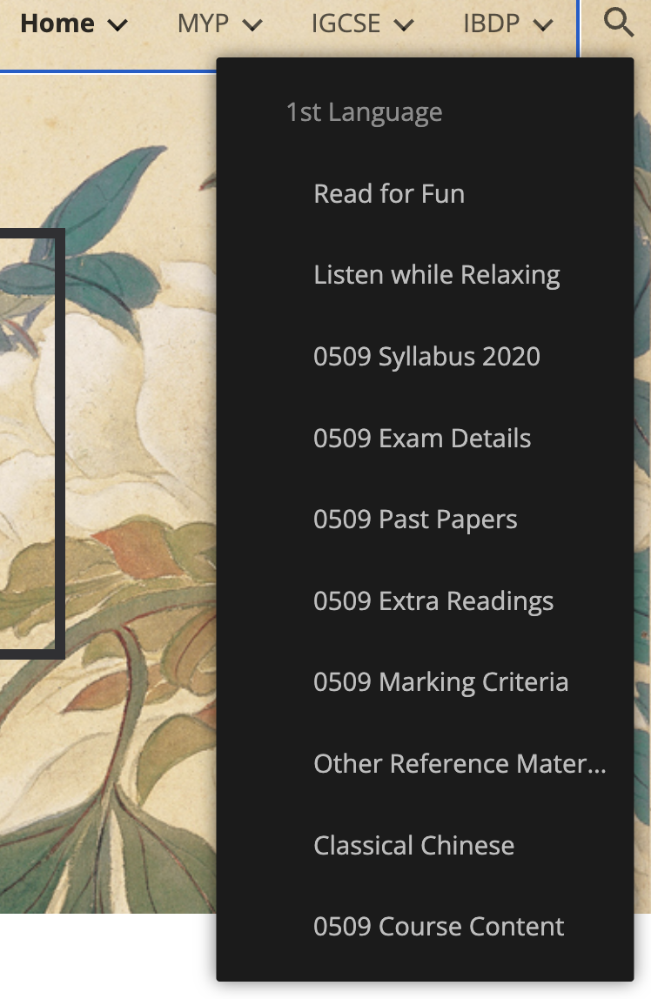 Home MYP IGCSE IBDP
1st Language
Read for Fun
Listen while Relaxing
0509 Syllabus 2020
0509 Exam Details
0509 Past Papers
0509 Extra Readings
0509 Marking Criteria
Other Reference Mater...
Classical Chinese
0509 Course Content